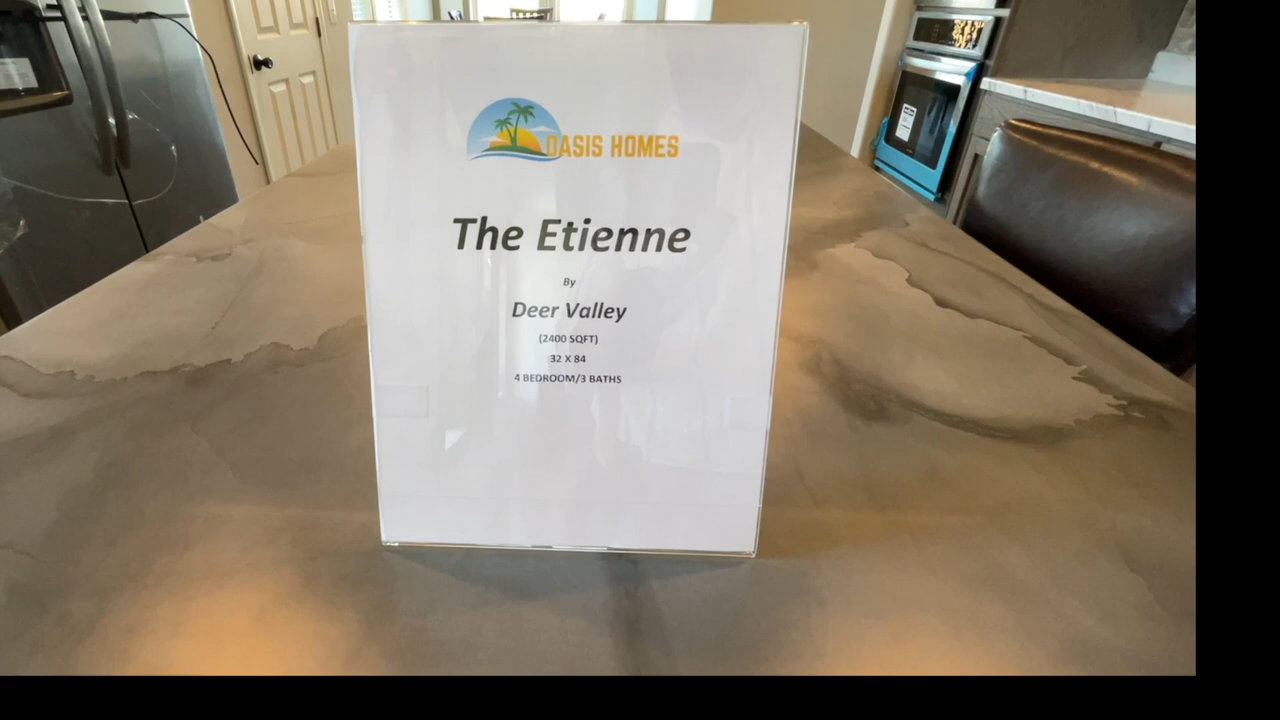 OASIS HOMES
The Etienne
By
Deer Valley
(2400 SQFT)
32 X 84
4 BEDROOM/3 BATHS